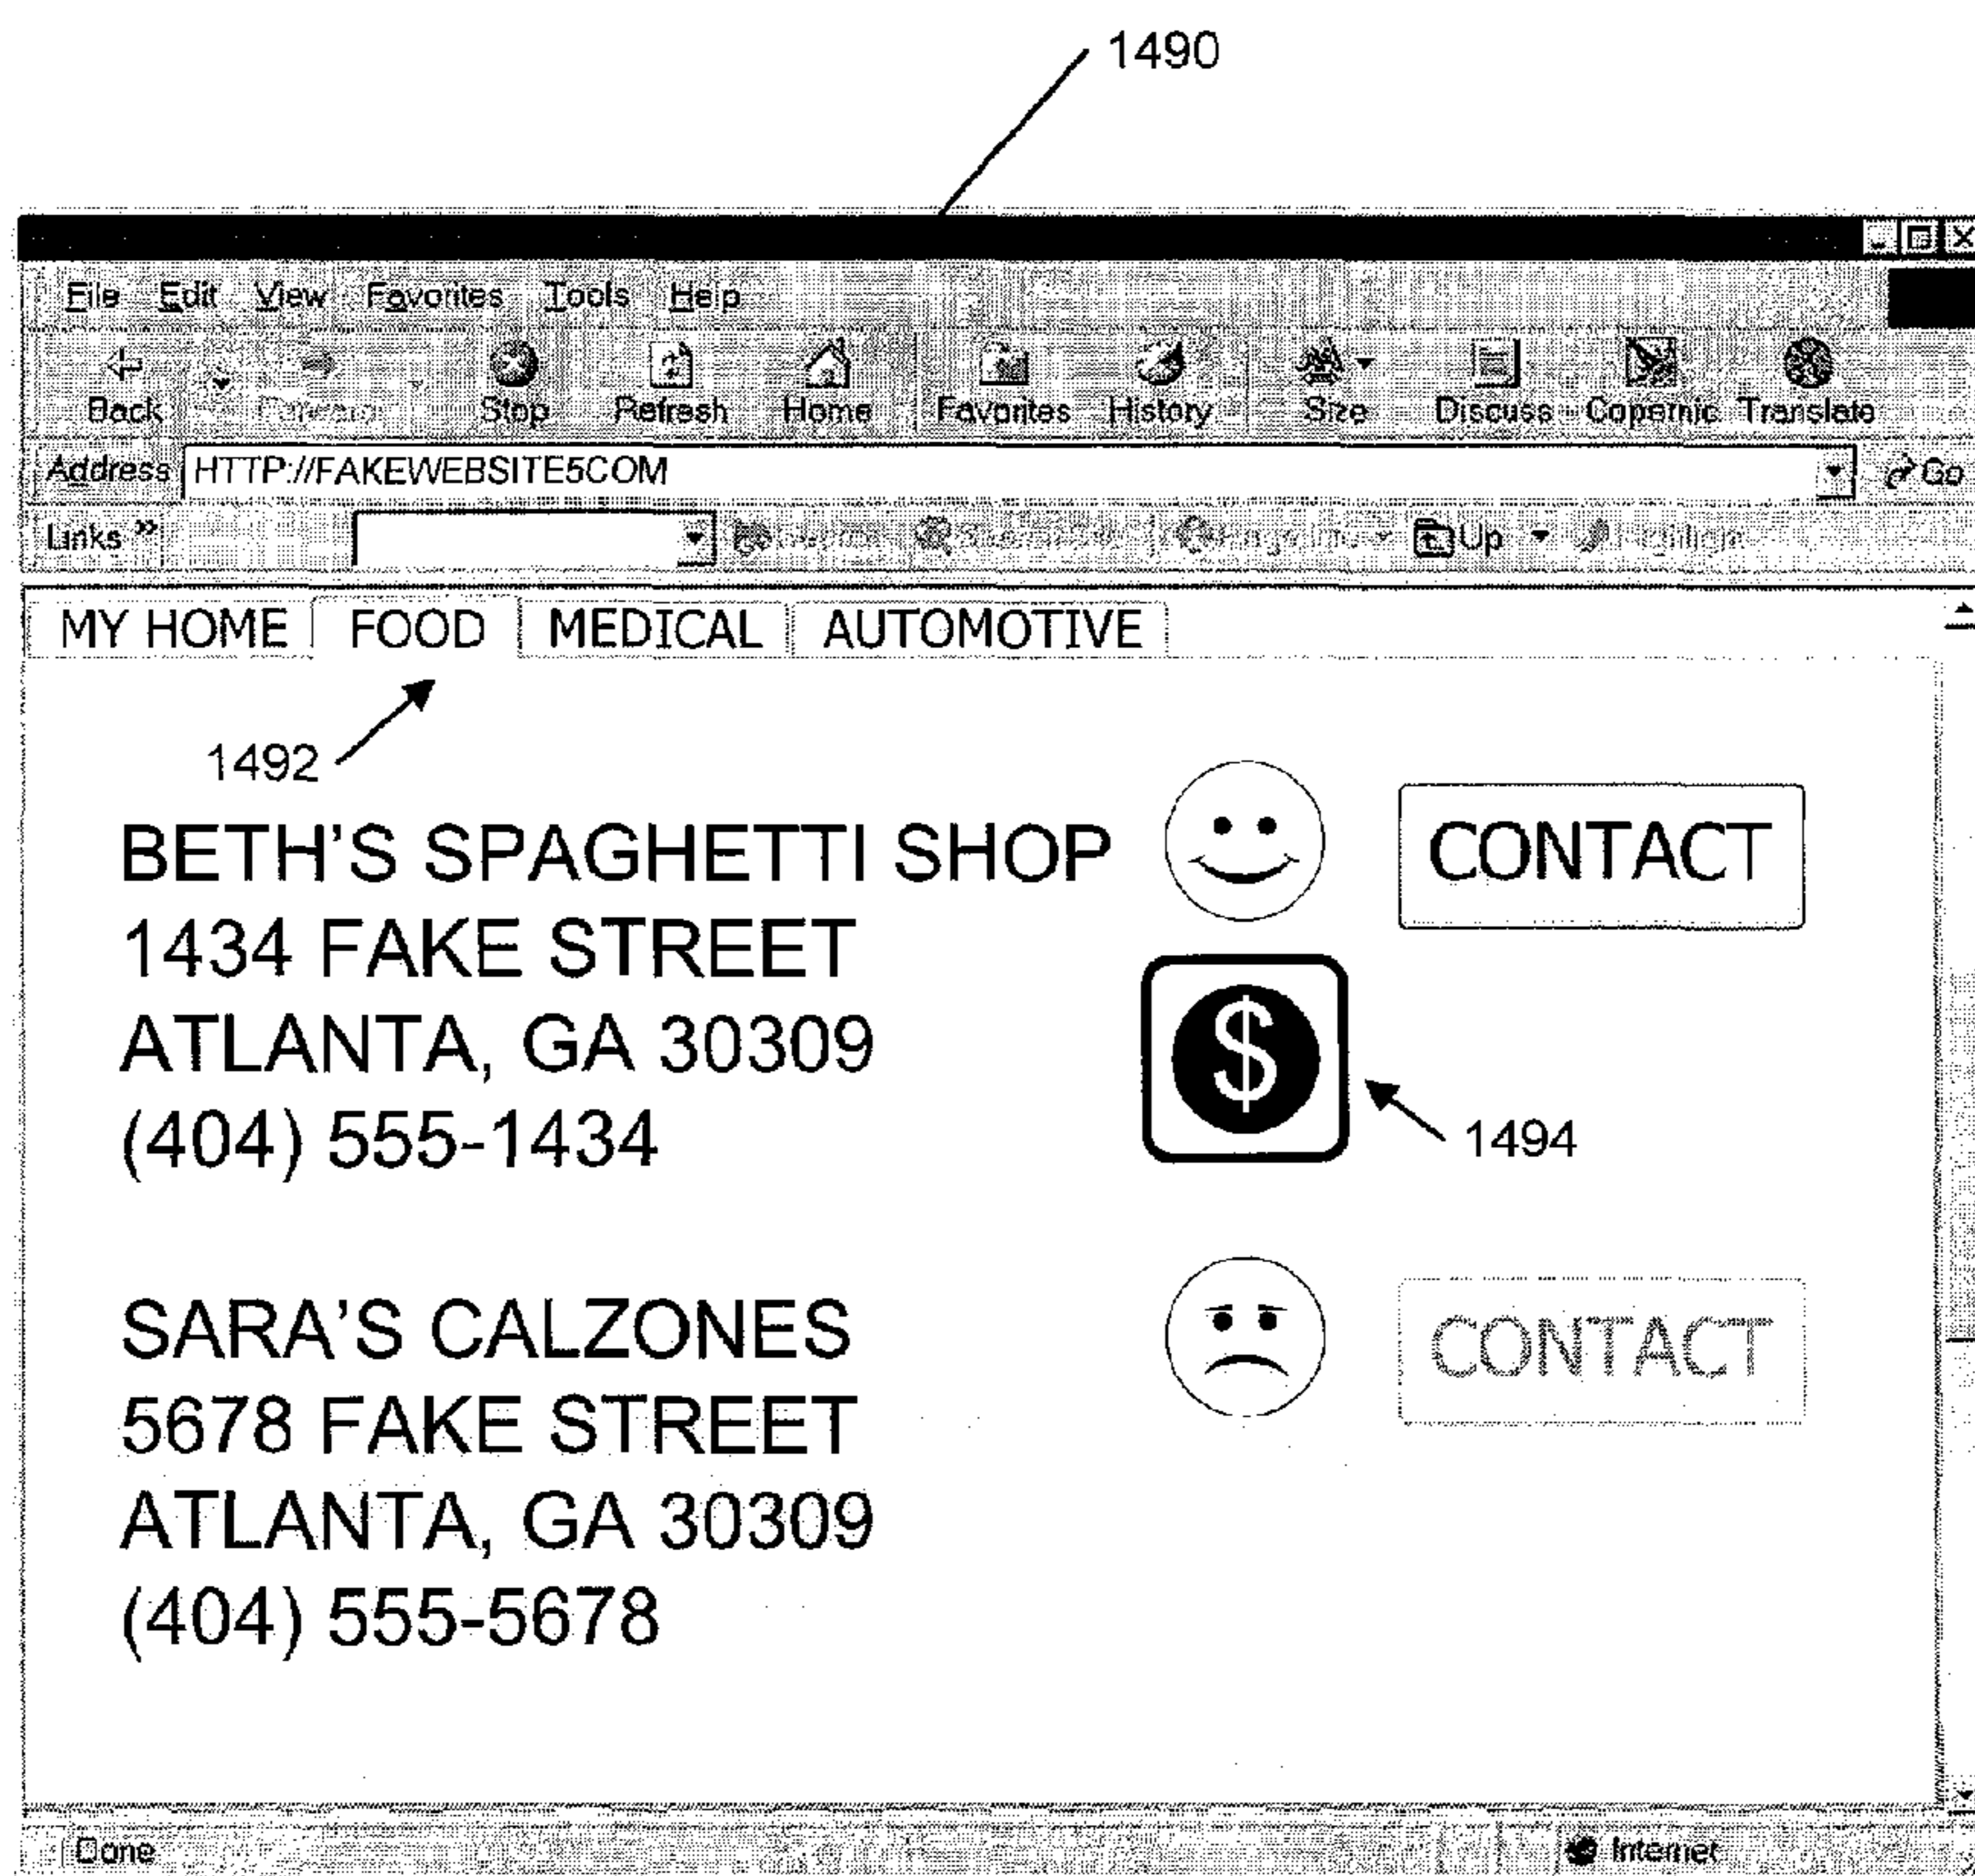 1490
File Edit View Favorites Tools Help
Back Forward Stop Refresh Home Favorites History Size Discuss Copernic Translate
Address HTTP://FAKEWEBSITE5COM Go
Links » Up
MY HOME FOOD MEDICAL AUTOMOTIVE
1492
BETH'S SPAGHETTI SHOP CONTACT
1434 FAKE STREET
ATLANTA, GA 30309 $
(404) 555-1434 1494
SARA'S CALZONES CONTACT
5678 FAKE STREET
ATLANTA, GA 30309
(404) 555-5678
Done Internet